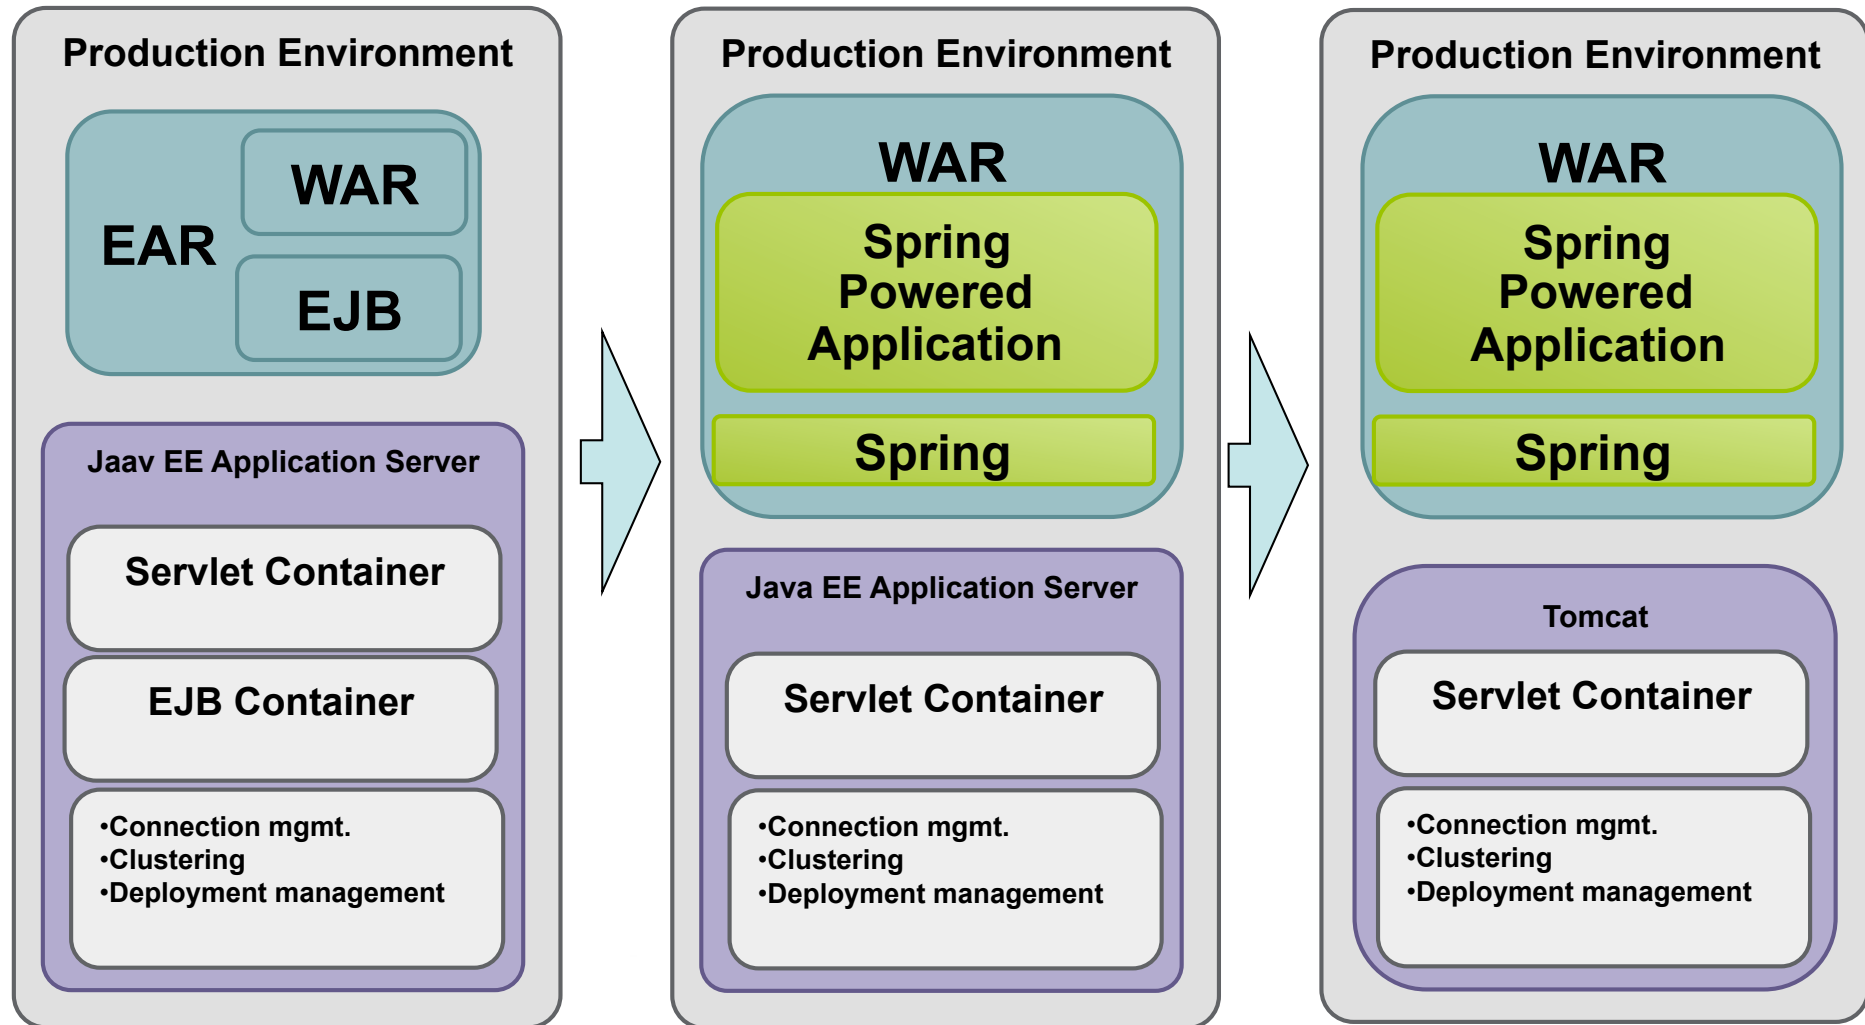 Production Environment
EAR
WAR
EJB
Jaav EE Application Server
Servlet Container
EJB Container
•Connection mgmt.
•Clustering
•Deployment management
Production Environment
WAR
Spring
Powered
Application
Spring
Java EE Application Server
Servlet Container
•Connection mgmt.
•Clustering
•Deployment management
Production Environment
WAR
Spring
Powered
Application
Spring
Tomcat
Servlet Container
•Connection mgmt.
•Clustering
•Deployment management